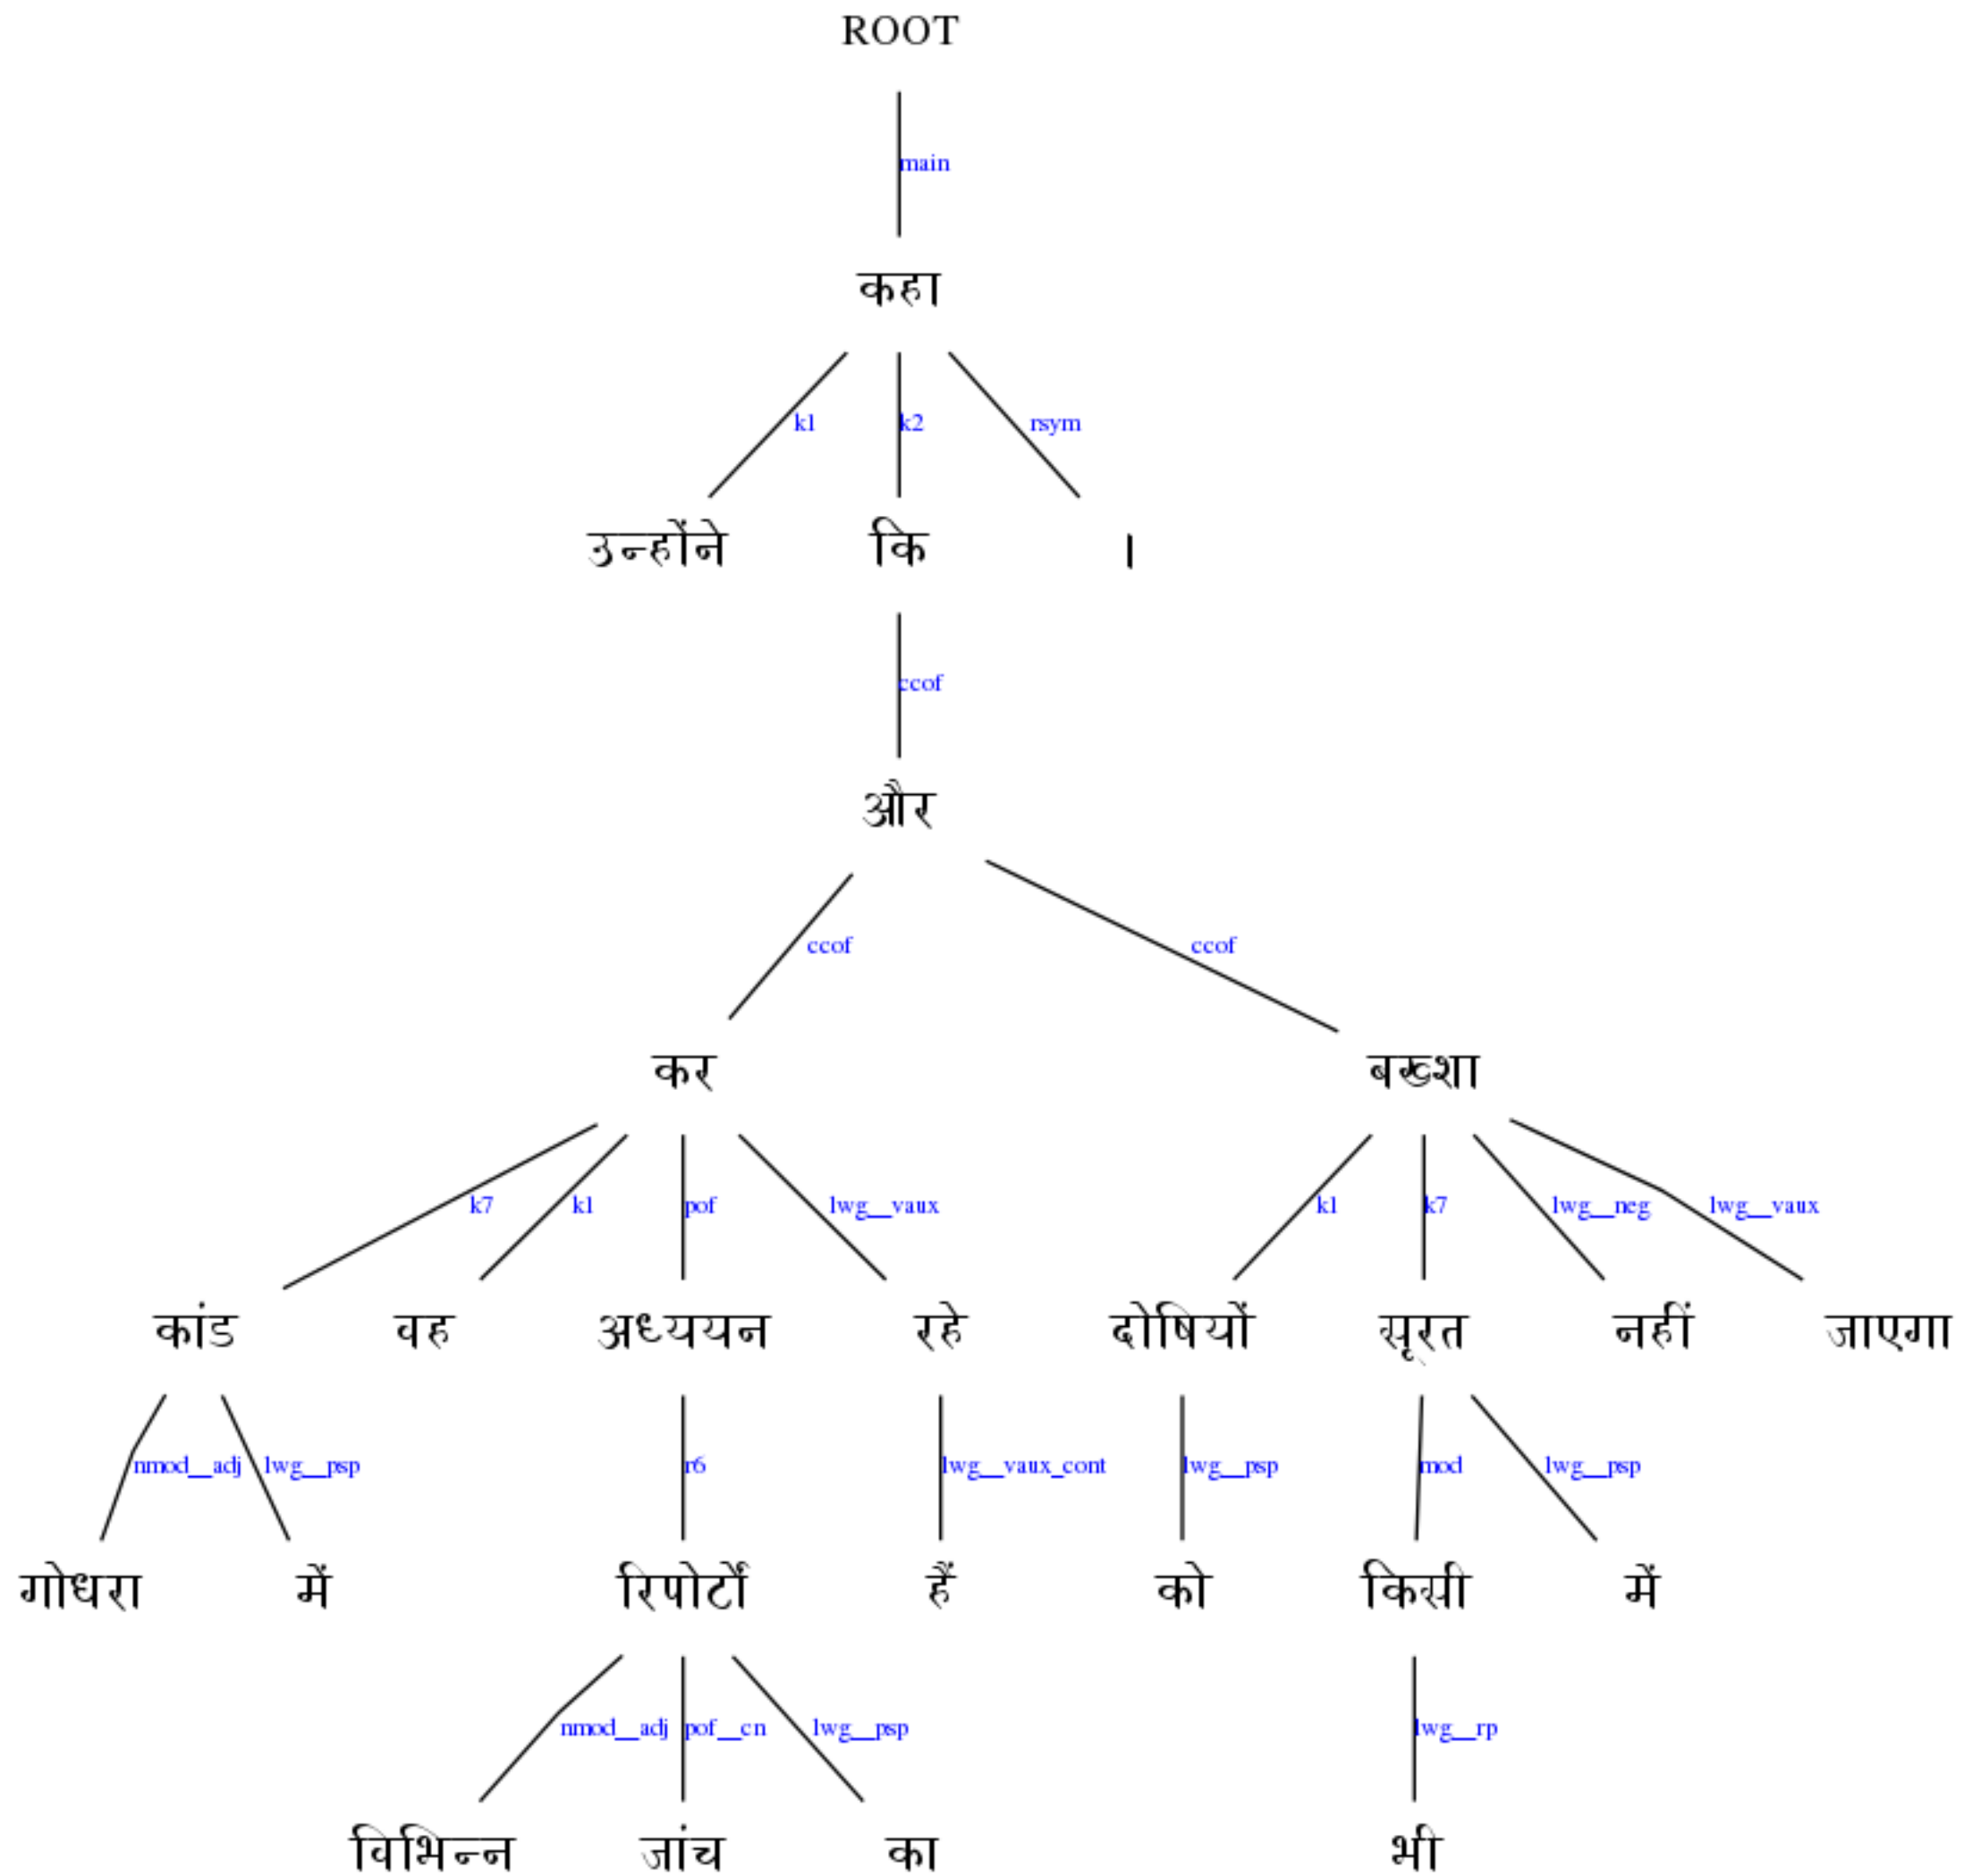 ROOT
main
कहा
k1 k2 rsym
उन्होंने कि ।
ccof
और
ccof ccof
कर बख्शा
k7 k1 pof lwg__vaux k1 k7 lwg__neg lwg__vaux
कांड वह अध्ययन रहे दोषियों सूरत नहीं जाएगा
nmod__adj lwg__psp r6 lwg__vaux_cont lwg__psp mod lwg__psp
गोधरा में रिपोर्टों हैं को किसी में
nmod__adj pof__cn lwg__psp lwg__rp
विभिन्न जांच का भी